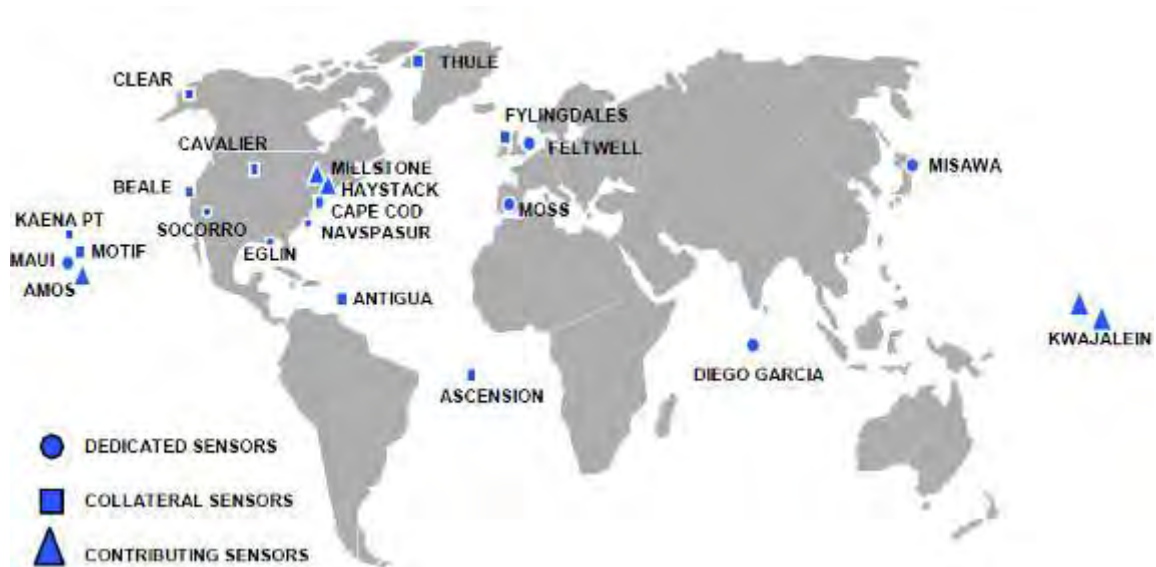 THULE
CLEAR
FYLINGDALES
CAVALIER
FELTWELL
MILLSTONE
MISAWA
BEALE
HAYSTACK
CAPE COD
MOSS
KAENA PT
SOCORRO
NAVSPASUR
MOTIF
EGLIN
MAUI
AMOS
ANTIGUA
KWAJALEIN
DIEGO GARCIA
ASCENSION
DEDICATED SENSORS
COLLATERAL SENSORS
CONTRIBUTING SENSORS